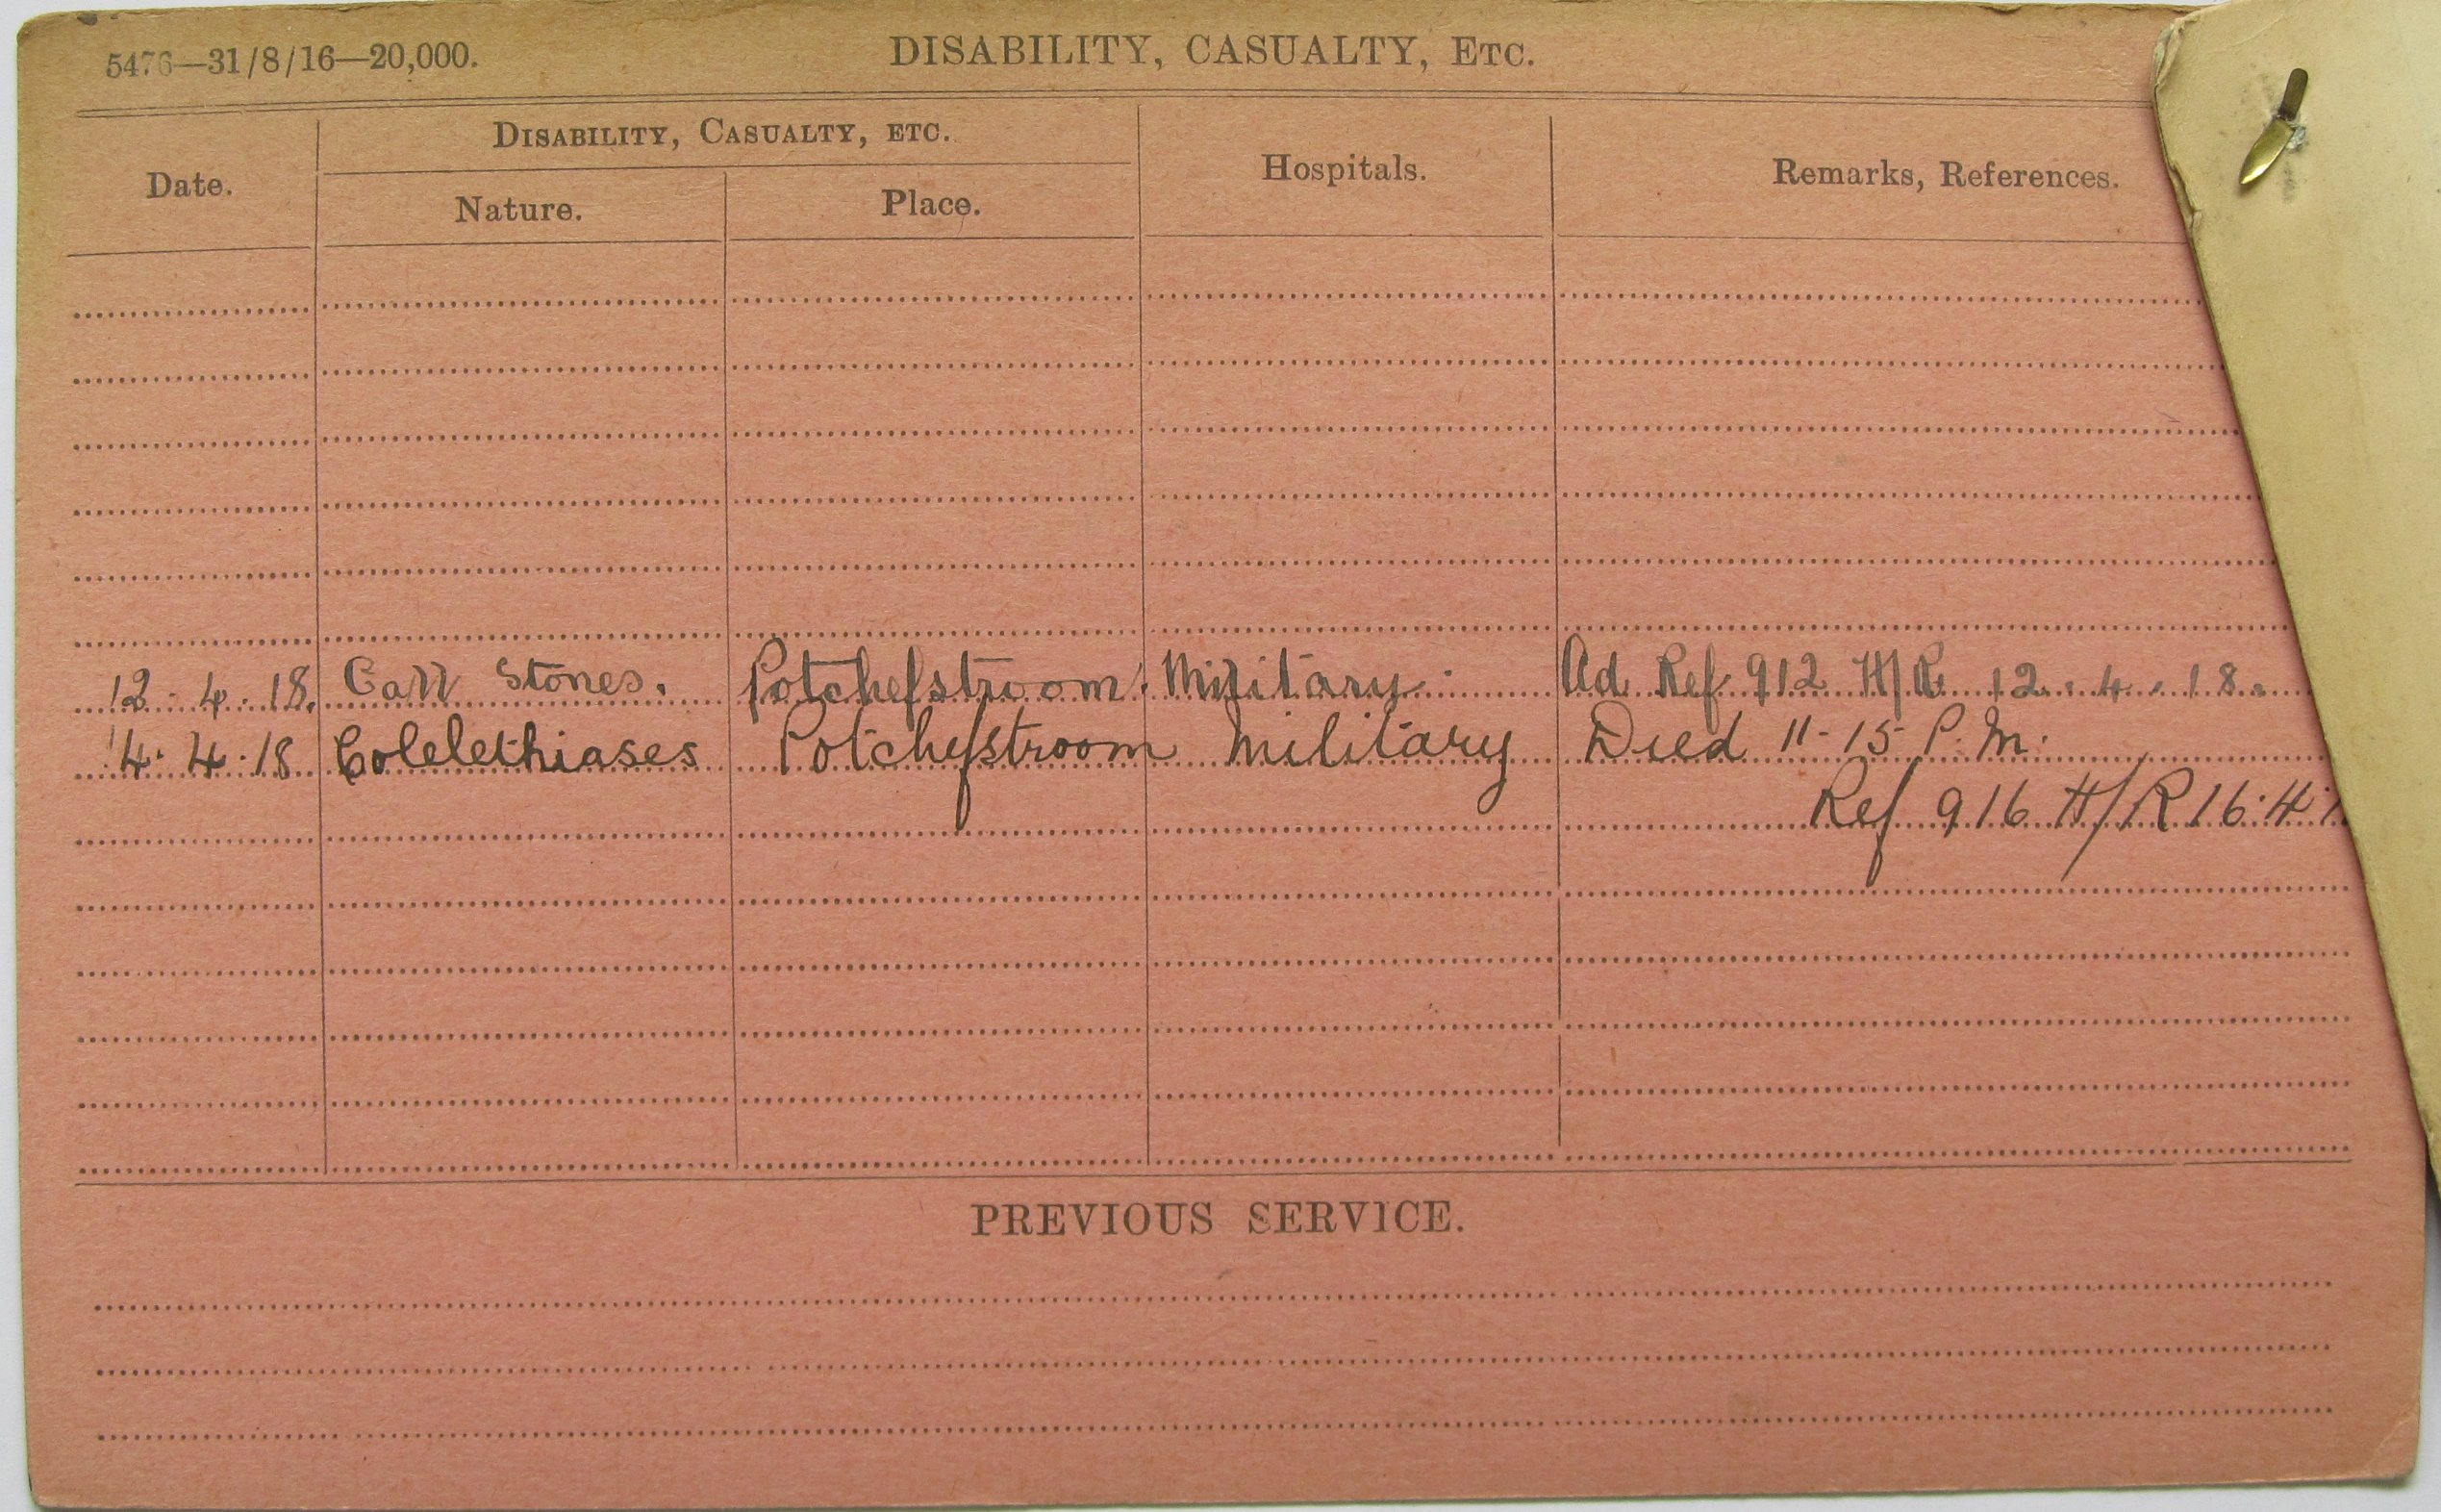 5476—31/8/16—20,000.
DISABILITY, CASUALTY, ETC.
Date.
DISABILITY, CASUALTY, ETC.
Nature.
Place.
Hospitals.
Remarks, References.
12.4.18. Gall Stones. Potchefstroom. Military. Ad Ref 912 H/R 12.4.18.
4.4.18 Colelethiases Potchefstroom Military Died 11-15 P.M.
Ref 916 H/R 16.4.1
PREVIOUS SERVICE.